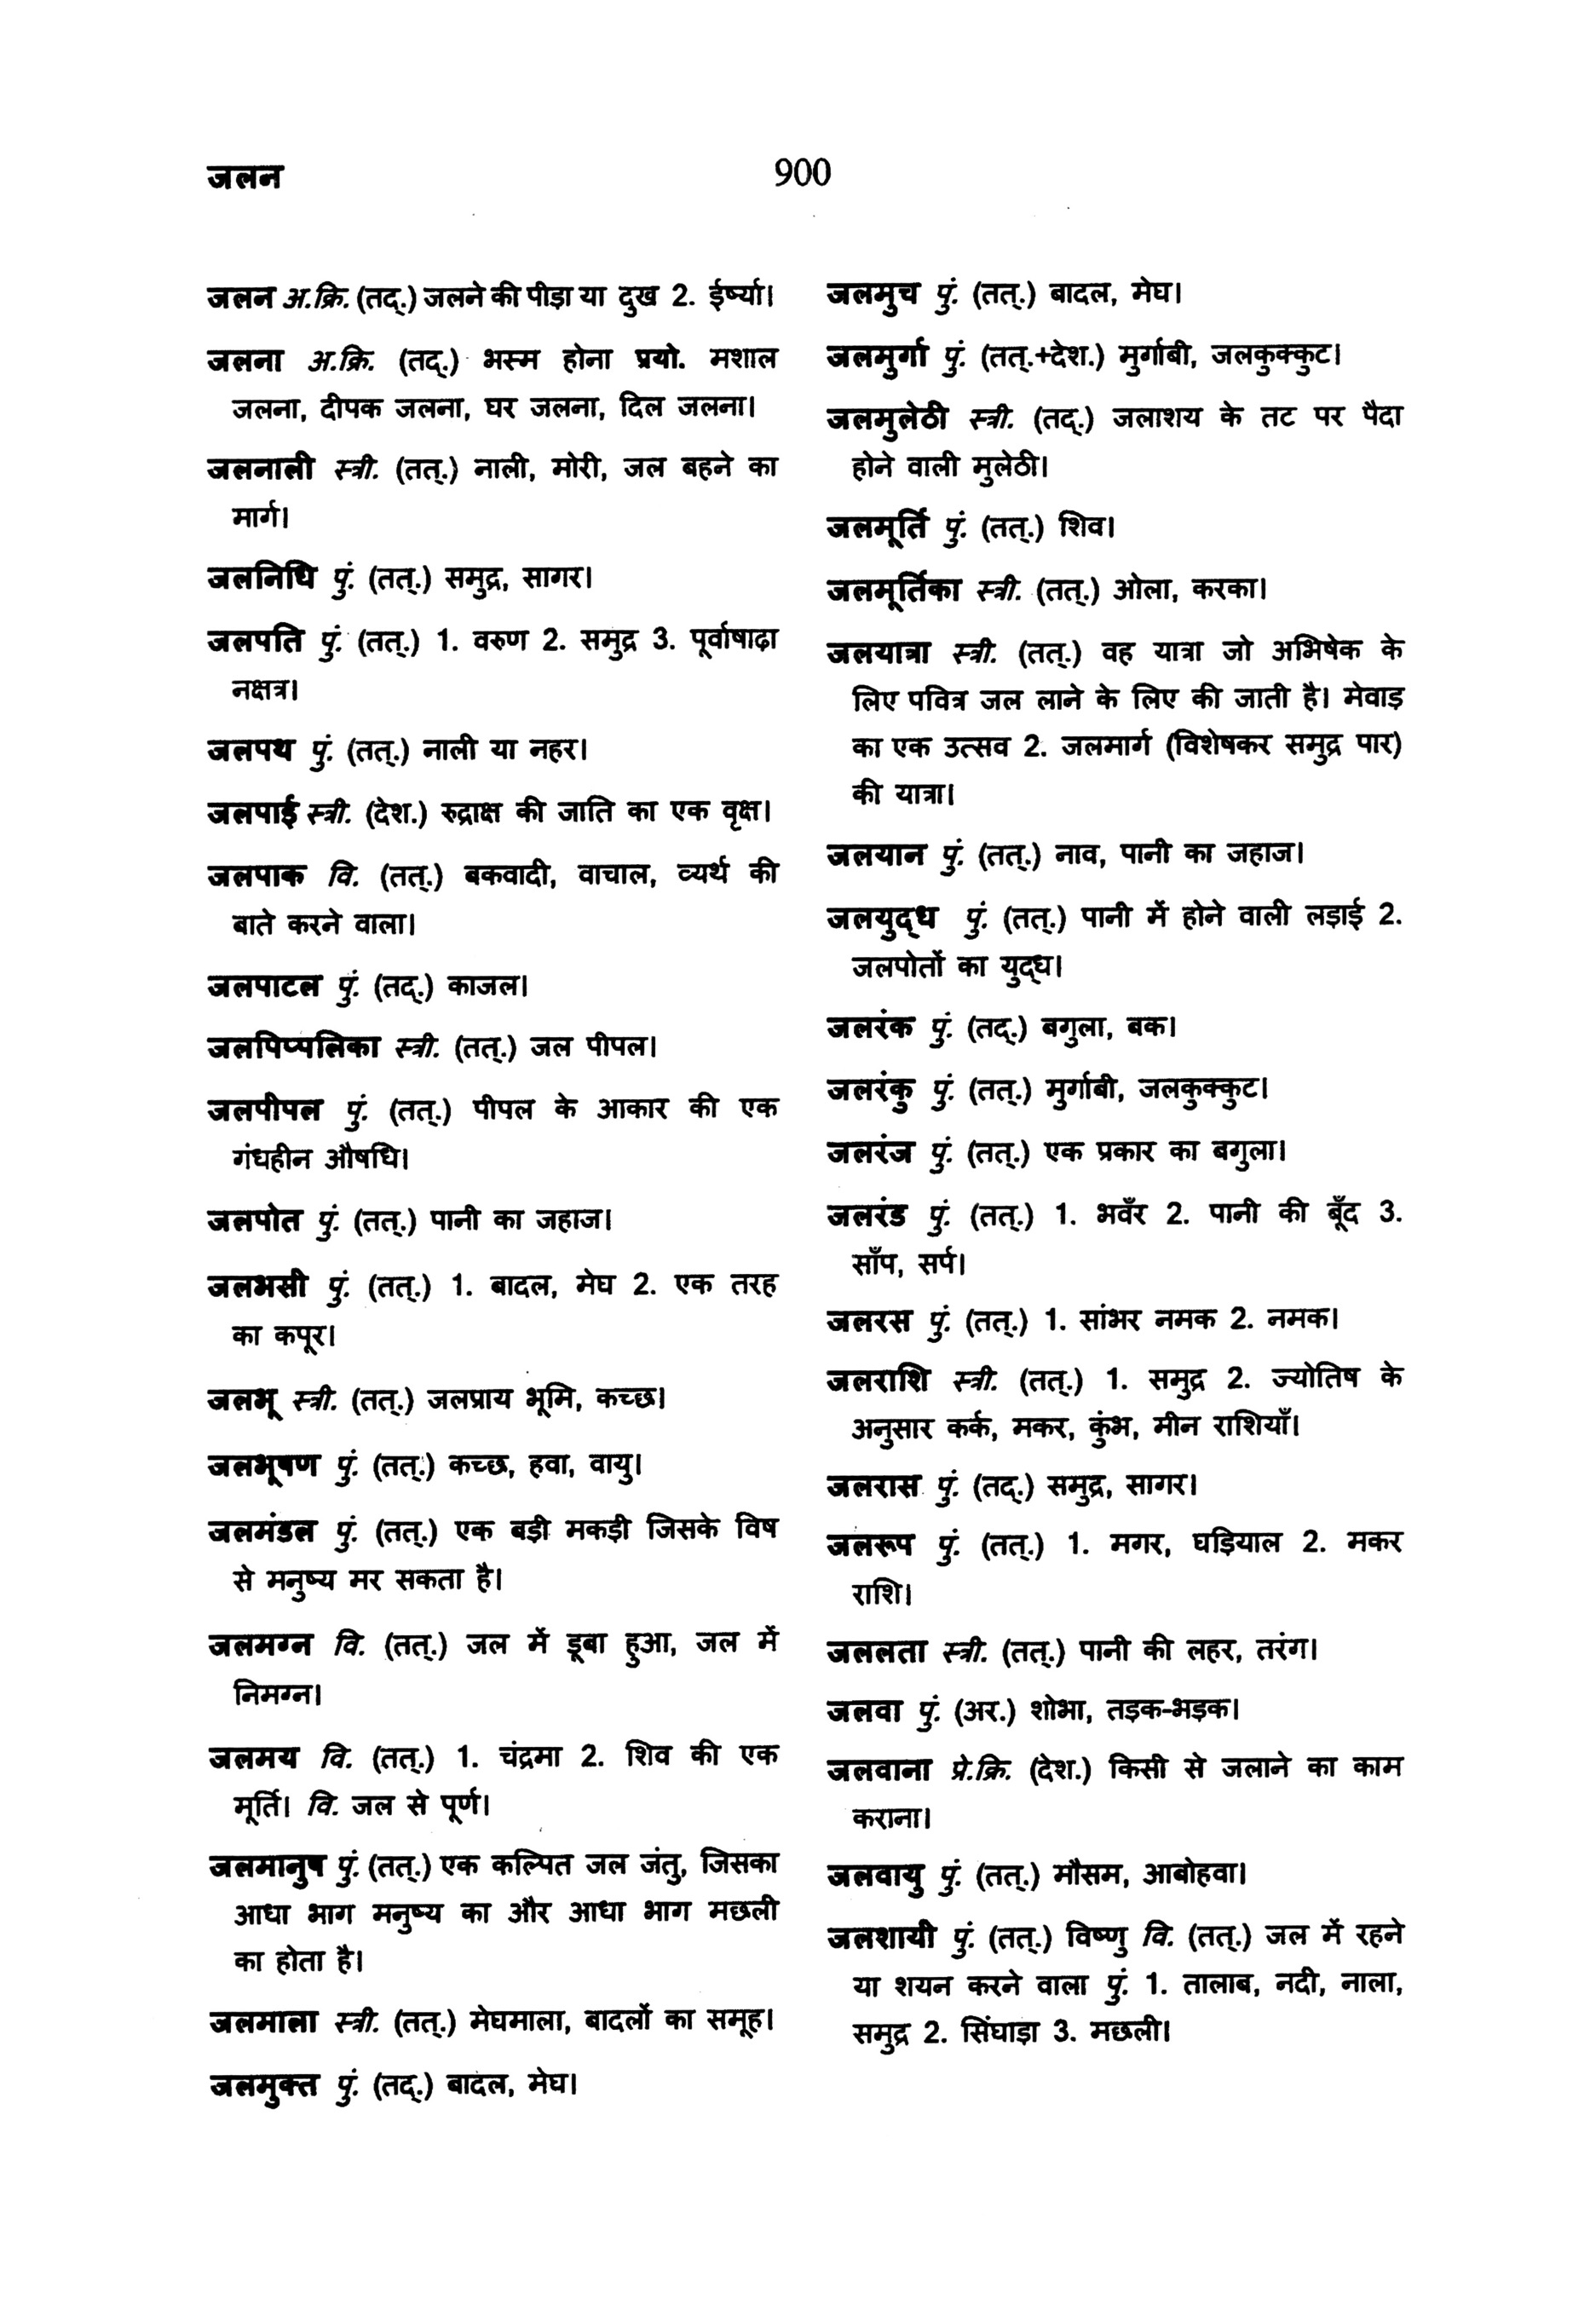 जलन
900
जलन अ.क्रि. (तद्.) जलने की पीड़ा या दुख 2. ईर्ष्या।
जलना अ.क्रि. (तद्.) भस्म होना प्रयो. मशाल
जलना, दीपक जलना, घर जलना, दिल जलना।
जलनाली स्त्री. (तत्.) नाली, मोरी, जल बहने का
मार्ग।
जलनिधि पुं. (तत्.) समुद्र, सागर।
जलपति पुं. (तत्.) 1. वरुण 2. समुद्र 3. पूर्वाषाढ़ा
नक्षत्र।
जलपथ पुं. (तत्.) नाली या नहर।
जलपाई स्त्री. (देश.) रुद्राक्ष की जाति का एक वृक्ष।
जलपाक वि. (तत्.) बकवादी, वाचाल, व्यर्थ की
बाते करने वाला।
जलपाटल पुं. (तद्.) काजल।
जलपिप्पलिका स्त्री. (तत्.) जल पीपल।
जलपीपल पुं. (तत्.) पीपल के आकार की एक
गंधहीन औषधि।
जलपोत पुं. (तत्.) पानी का जहाज।
जलभसी पुं. (तत्.) 1. बादल, मेघ 2. एक तरह
का कपूर।
जलभू स्त्री. (तत्.) जलप्राय भूमि, कच्छ।
जलभूषण पुं. (तत्.) कच्छ, हवा, वायु।
जलमंडल पुं. (तत्.) एक बड़ी मकड़ी जिसके विष
से मनुष्य मर सकता है।
जलमग्न वि. (तत्.) जल में डूबा हुआ, जल में
निमग्न।
जलमय वि. (तत्.) 1. चंद्रमा 2. शिव की एक
मूर्ति। वि. जल से पूर्ण।
जलमानुष पुं. (तत्.) एक कल्पित जल जंतु, जिसका
आधा भाग मनुष्य का और आधा भाग मछली
का होता है।
जलमाला स्त्री. (तत्.) मेघमाला, बादलों का समूह।
जलमुक्त पुं. (तद्.) बादल, मेघ।
जलमुच पुं. (तत्.) बादल, मेघ।
जलमुर्गा पुं. (तत्.+देश.) मुर्गाबी, जलकुक्कुट।
जलमुलेठी स्त्री. (तद्.) जलाशय के तट पर पैदा
होने वाली मुलेठी।
जलमूर्ति पुं. (तत्.) शिव।
जलमूर्तिका स्त्री. (तत्.) ओला, करका।
जलयात्रा स्त्री. (तत्.) वह यात्रा जो अभिषेक के
लिए पवित्र जल लाने के लिए की जाती है। मेवाड़
का एक उत्सव 2. जलमार्ग (विशेषकर समुद्र पार)
की यात्रा।
जलयान पुं. (तत्.) नाव, पानी का जहाज।
जलयुद्ध पुं. (तत्.) पानी में होने वाली लड़ाई 2.
जलपोतों का युद्ध।
जलरंक पुं. (तद्.) बगुला, बक।
जलरंकु पुं. (तत्.) मुर्गाबी, जलकुक्कुट।
जलरंज पुं. (तत्.) एक प्रकार का बगुला।
जलरंड पुं. (तत्.) 1. भवँर 2. पानी की बूँद 3.
साँप, सर्प।
जलरस पुं. (तत्.) 1. सांभर नमक 2. नमक।
जलराशि स्त्री. (तत्.) 1. समुद्र 2. ज्योतिष के
अनुसार कर्क, मकर, कुंभ, मीन राशियाँ।
जलरास पुं. (तद्.) समुद्र, सागर।
जलरूप पुं. (तत्.) 1. मगर, घड़ियाल 2. मकर
राशि।
जललता स्त्री. (तत्.) पानी की लहर, तरंग।
जलवा पुं. (अर.) शोभा, तड़क-भड़क।
जलवाना प्रे.क्रि. (देश.) किसी से जलाने का काम
कराना।
जलवायु पुं. (तत्.) मौसम, आबोहवा।
जलशायी पुं. (तत्.) विष्णु वि. (तत्.) जल में रहने
या शयन करने वाला पुं. 1. तालाब, नदी, नाला,
समुद्र 2. सिंघाड़ा 3. मछली।